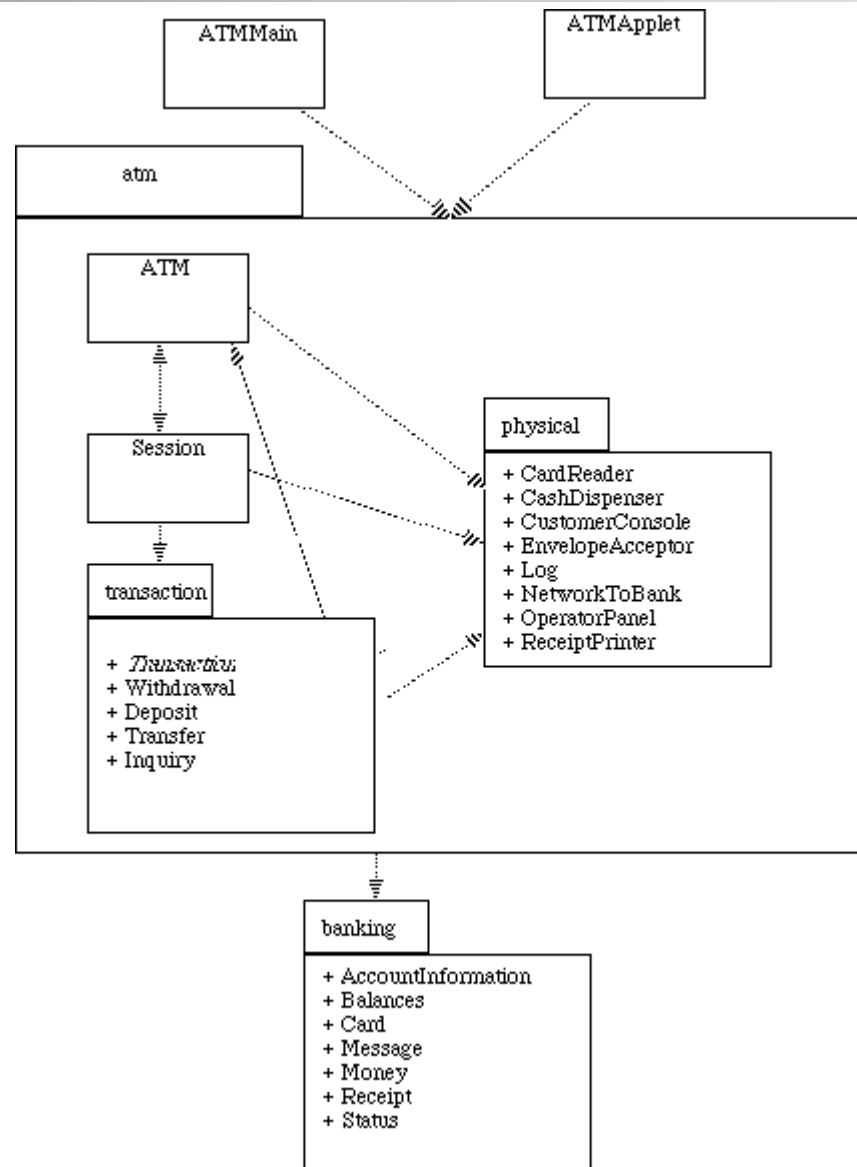 ATMMain
ATMApplet
atm
ATM
Session
physical
+ CardReader
+ CashDispenser
+ CustomerConsole
+ EnvelopeAcceptor
+ Log
+ NetworkToBank
+ OperatorPanel
+ ReceiptPrinter
transaction
+ Transaction
+ Withdrawal
+ Deposit
+ Transfer
+ Inquiry
banking
+ AccountInformation
+ Balances
+ Card
+ Message
+ Money
+ Receipt
+ Status